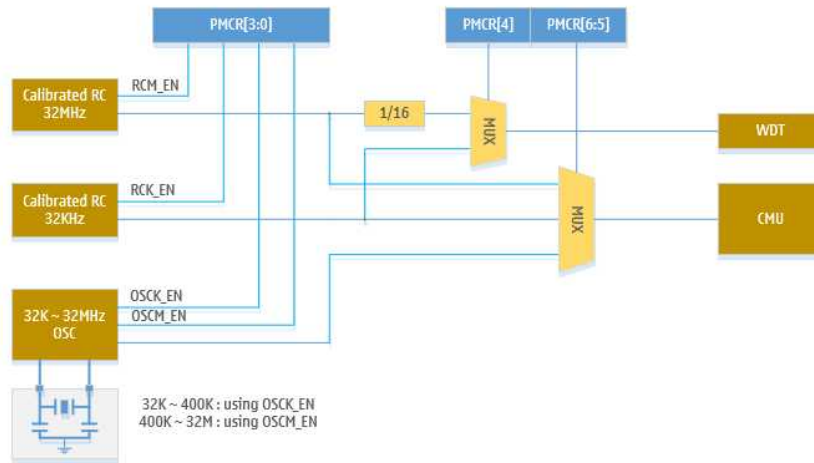 PMCR[3:0]
PMCR[4]
PMCR[6:5]
RCM_EN
Calibrated RC
32MHz
1/16
MUX
WDT
RCK_EN
Calibrated RC
32KHz
MUX
CMU
OSCK_EN
OSCM_EN
32K ~ 32MHz
OSC
32K ~ 400K : using OSCK_EN
400K ~ 32M : using OSCM_EN